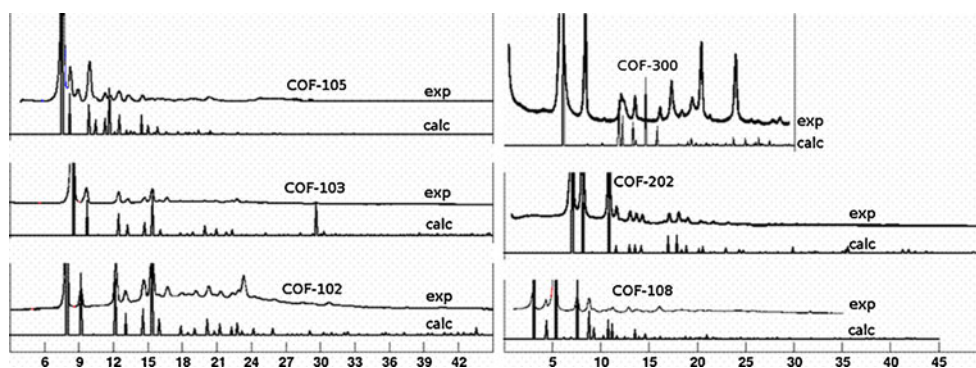 COF-105
exp
calc
COF-103
exp
calc
COF-102
exp
calc
6 9 12 15 18 21 24 27 30 33 36 39 42
COF-300
exp
calc
COF-202
exp
calc
COF-108
exp
calc
5 10 15 20 25 30 35 40 45